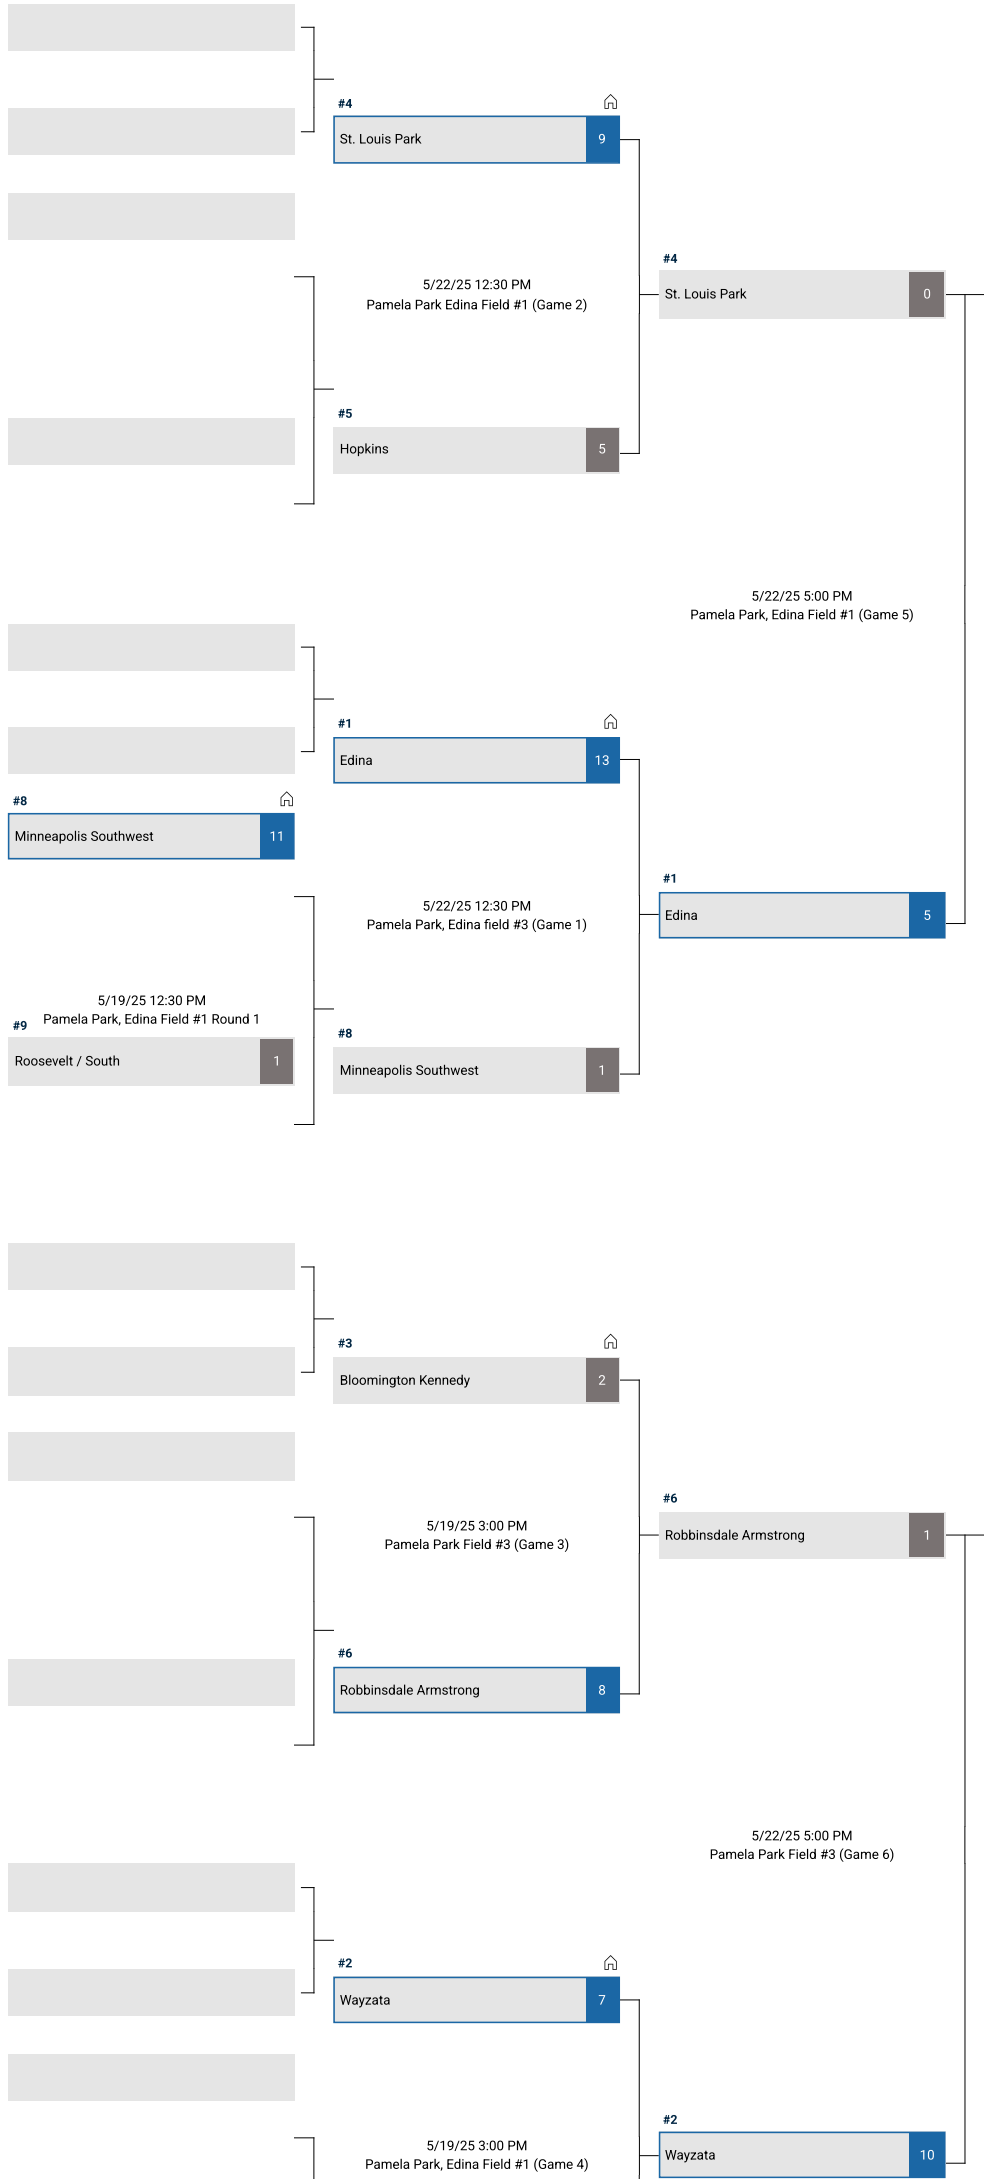 #4
St. Louis Park 9
5/22/25 12:30 PM
Pamela Park Edina Field #1 (Game 2)
#5
Hopkins 5
#4
St. Louis Park 0
5/22/25 5:00 PM
Pamela Park, Edina Field #1 (Game 5)
#1
Edina 13
#8
Minneapolis Southwest 11
5/22/25 12:30 PM
Pamela Park, Edina field #3 (Game 1)
#1
Edina 5
5/19/25 12:30 PM
Pamela Park, Edina Field #1 Round 1
#9
Roosevelt / South 1
#8
Minneapolis Southwest 1
#3
Bloomington Kennedy 2
5/19/25 3:00 PM
Pamela Park Field #3 (Game 3)
#6
Robbinsdale Armstrong 1
#6
Robbinsdale Armstrong 8
5/22/25 5:00 PM
Pamela Park Field #3 (Game 6)
#2
Wayzata 7
5/19/25 3:00 PM
Pamela Park, Edina Field #1 (Game 4)
#2
Wayzata 10